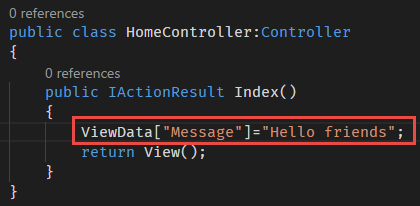 0 references
public class HomeController:Controller
{
0 references
public IActionResult Index()
{
ViewData["Message"]="Hello friends";
return View();
}
}